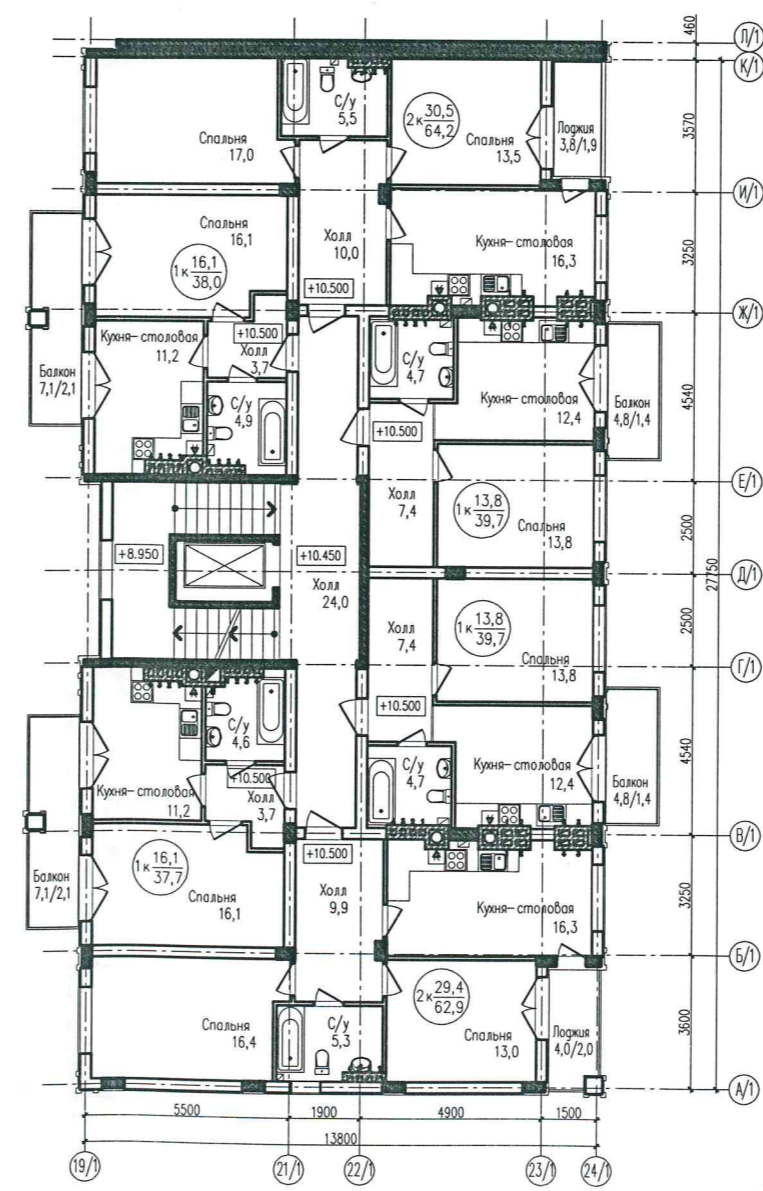 460
Л/1
К/1
С/у
5,5
2к 30,5
64,2
Лоджия
3,8/1,9
Спальня
17,0
Спальня
13,5
3570
И/1
Спальня
16,1
1к 16,1
38,0
Холл
10,0
Кухня-столовая
16,3
3250
+10.500
Ж/1
Кухня-столовая
11,2
+10.500
Холл
3,7
С/у
4,7
Балкон
7,1/2,1
С/у
4,9
Кухня-столовая
12,4
Балкон
4,8/1,4
4540
+10.500
Е/1
Холл
7,4
1к 13,8
39,7
Спальня
13,8
2500
+8.950
+10.450
Холл
24,0
Д/1
27750
Холл
7,4
1к 13,8
39,7
Спальня
13,8
2500
Г/1
С/у
4,6
+10.500
Кухня-столовая
12,4
4540
Кухня-столовая
11,2
+10.500
Холл
3,7
С/у
4,7
Балкон
4,8/1,4
В/1
+10.500
Балкон
7,1/2,1
1к 16,1
37,7
Спальня
16,1
Холл
9,9
Кухня-столовая
16,3
3250
Б/1
2к 29,4
62,9
Спальня
16,4
С/у
5,3
Спальня
13,0
Лоджия
4,0/2,0
3600
А/1
5500
1900
4900
1500
13800
19/1
21/1
22/1
23/1
24/1